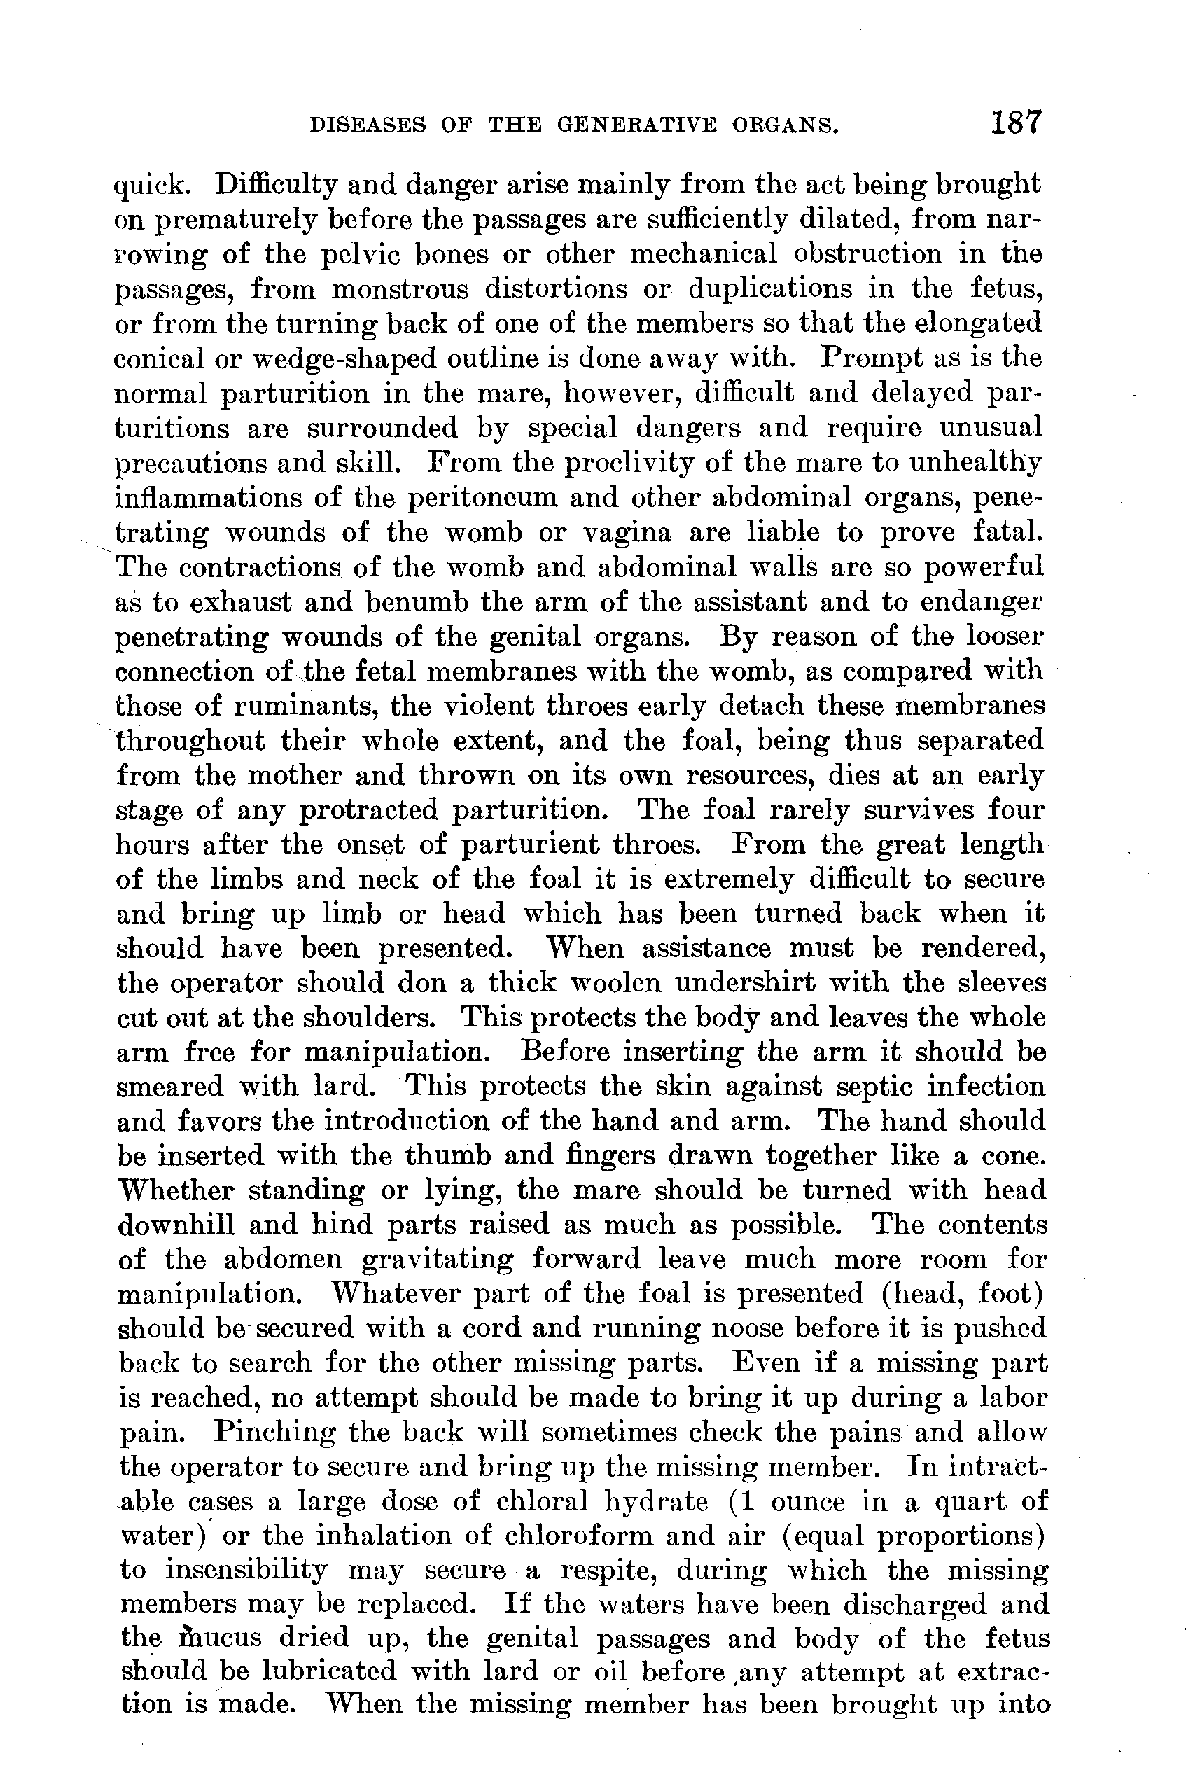 DISEASES OF THE GENERATIVE ORGANS. 187
quick. Difficulty and danger arise mainly from the act being brought
on prematurely before the passages are sufficiently dilated, from nar-
rowing of the pelvic bones or other mechanical obstruction in the
passages, from monstrous distortions or duplications in the fetus,
or from the turning back of one of the members so that the elongated
conical or wedge-shaped outline is done away with. Prompt as is the
normal parturition in the mare, however, difficult and delayed par-
turitions are surrounded by special dangers and require unusual
precautions and skill. From the proclivity of the mare to unhealthy
inflammations of the peritoneum and other abdominal organs, pene-
trating wounds of the womb or vagina are liable to prove fatal.
The contractions of the womb and abdominal walls are so powerful
as to exhaust and benumb the arm of the assistant and to endanger
penetrating wounds of the genital organs. By reason of the looser
connection of the fetal membranes with the womb, as compared with
those of ruminants, the violent throes early detach these membranes
throughout their whole extent, and the foal, being thus separated
from the mother and thrown on its own resources, dies at an early
stage of any protracted parturition. The foal rarely survives four
hours after the onset of parturient throes. From the great length
of the limbs and neck of the foal it is extremely difficult to secure
and bring up limb or head which has been turned back when it
should have been presented. When assistance must be rendered,
the operator should don a thick woolen undershirt with the sleeves
cut out at the shoulders. This protects the body and leaves the whole
arm free for manipulation. Before inserting the arm it should be
smeared with lard. This protects the skin against septic infection
and favors the introduction of the hand and arm. The hand should
be inserted with the thumb and fingers drawn together like a cone.
Whether standing or lying, the mare should be turned with head
downhill and hind parts raised as much as possible. The contents
of the abdomen gravitating forward leave much more room for
manipulation. Whatever part of the foal is presented (head, foot)
should be secured with a cord and running noose before it is pushed
back to search for the other missing parts. Even if a missing part
is reached, no attempt should be made to bring it up during a labor
pain. Pinching the back will sometimes check the pains and allow
the operator to secure and bring up the missing member. In intract-
able cases a large dose of chloral hydrate (1 ounce in a quart of
water) or the inhalation of chloroform and air (equal proportions)
to insensibility may secure a respite, during which the missing
members may be replaced. If the waters have been discharged and
the mucus dried up, the genital passages and body of the fetus
should be lubricated with lard or oil before any attempt at extrac-
tion is made. When the missing member has been brought up into